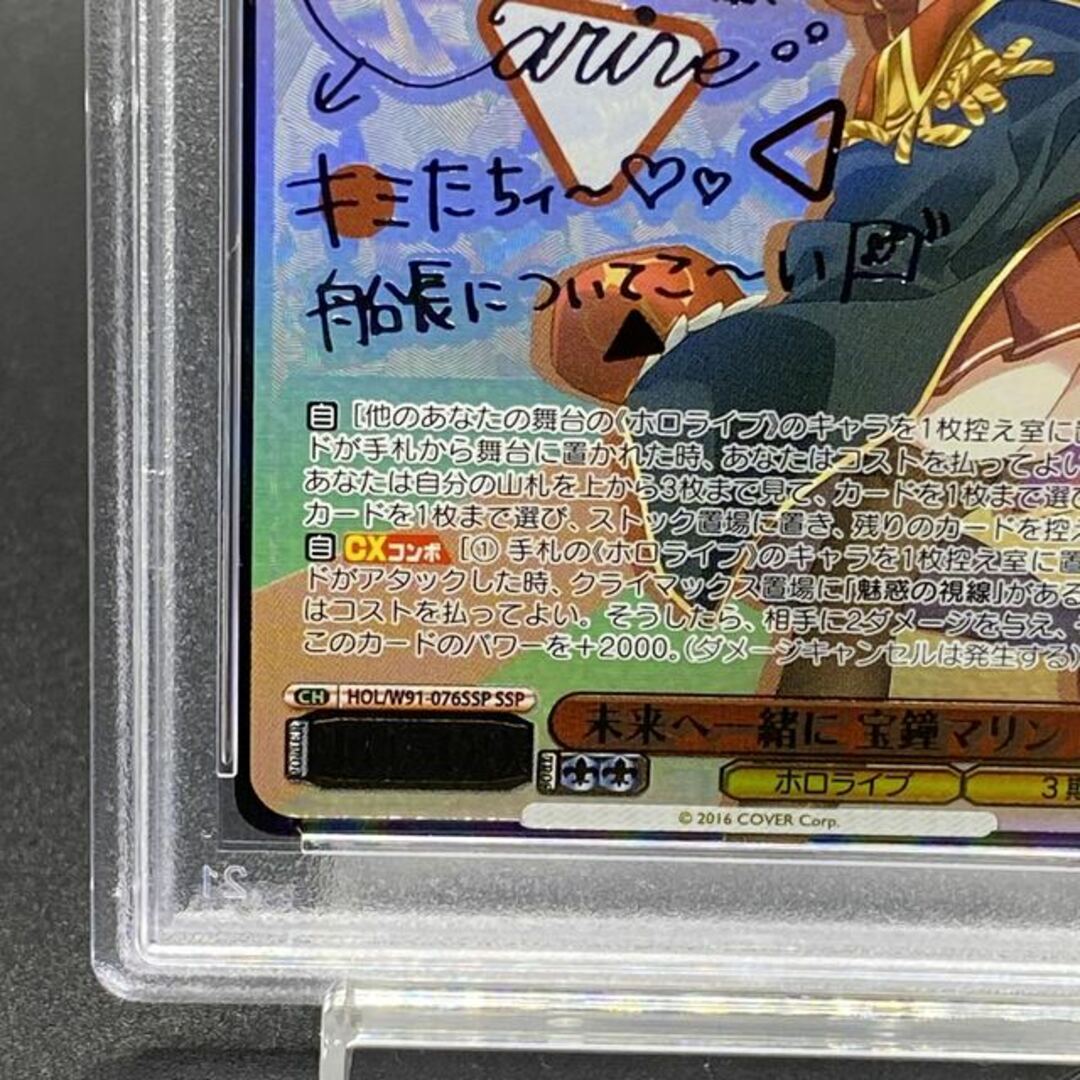 arine
キミたちィ〜♡♡
船長についてこ〜い
自［他のあなたの舞台の《ホロライブ》のキャラを1枚控え室に
ドが手札から舞台に置かれた時、あなたはコストを払ってよい
あなたは自分の山札を上から3枚まで見て、カードを1枚まで選び
カードを1枚まで選び、ストック置場に置き、残りのカードを控え
自 CXコンボ［① 手札の《ホロライブ》のキャラを1枚控え室に置
ドがアタックした時、クライマックス置場に「魅惑の視線」がある
はコストを払ってよい。そうしたら、相手に2ダメージを与え、
このカードのパワーを＋2000。（ダメージキャンセルは発生する）
CH HOL/W91-076SSP SSP
未来へ一緒に 宝鐘マリン
ホロライブ 3期
© 2016 COVER Corp.